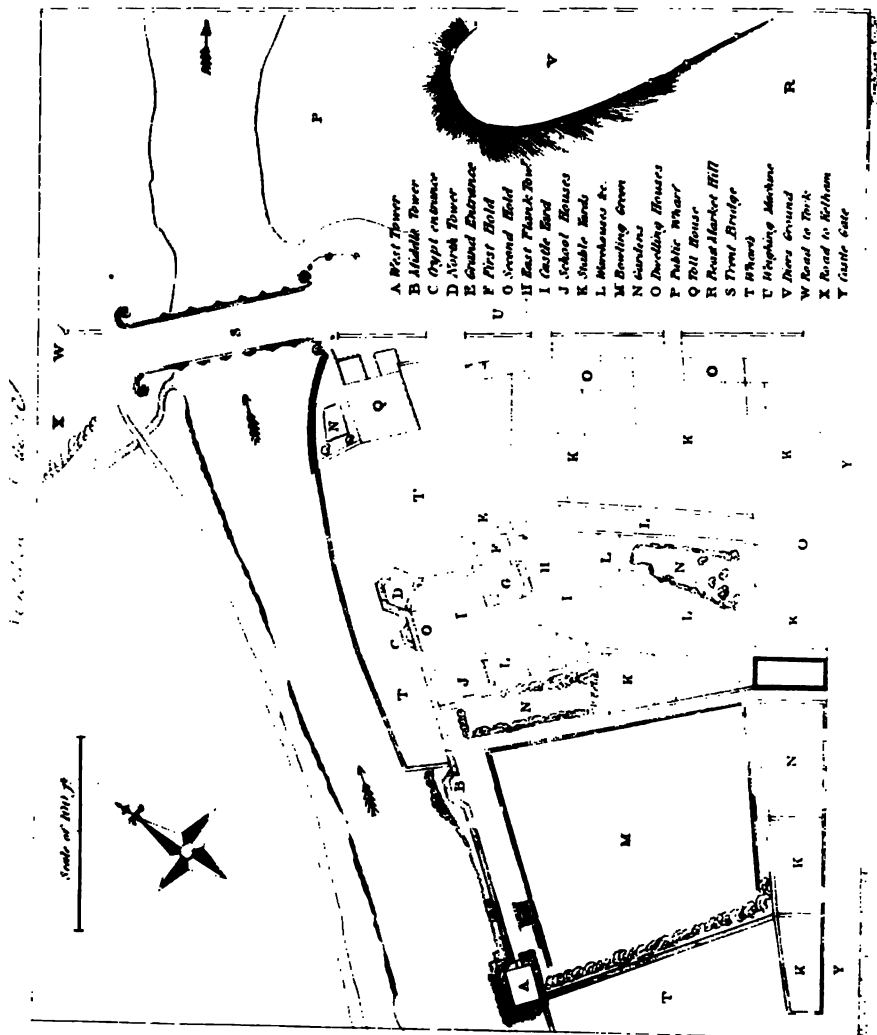 Scale of 100 ft
A West Tower
B Middle Tower
C Crypt entrance
D North Tower
E Grand Entrance
F First Hold
G Second Hold
H East Flank Tow.
I Castle Yard
J School Houses
K Stable Yards
L Warehouses &c.
M Bowling Green
N Gardens
O Dwelling Houses
P Public Wharf
Q Toll House
R Beast Market Hill
S Trent Bridge
T Wharfs
U Weighing Machine
V Dyers Ground
W Road to York
X Road to Kelham
Y Castle Gate
X
W
S
P
V
R
U
G
N
Q
T
O
O
K
K
K
Y
E
F
G
H
I
D
C
O
I
L
L
N
L
O
K
T
J
L
N
K
B
M
N
K
K
A
T
Y